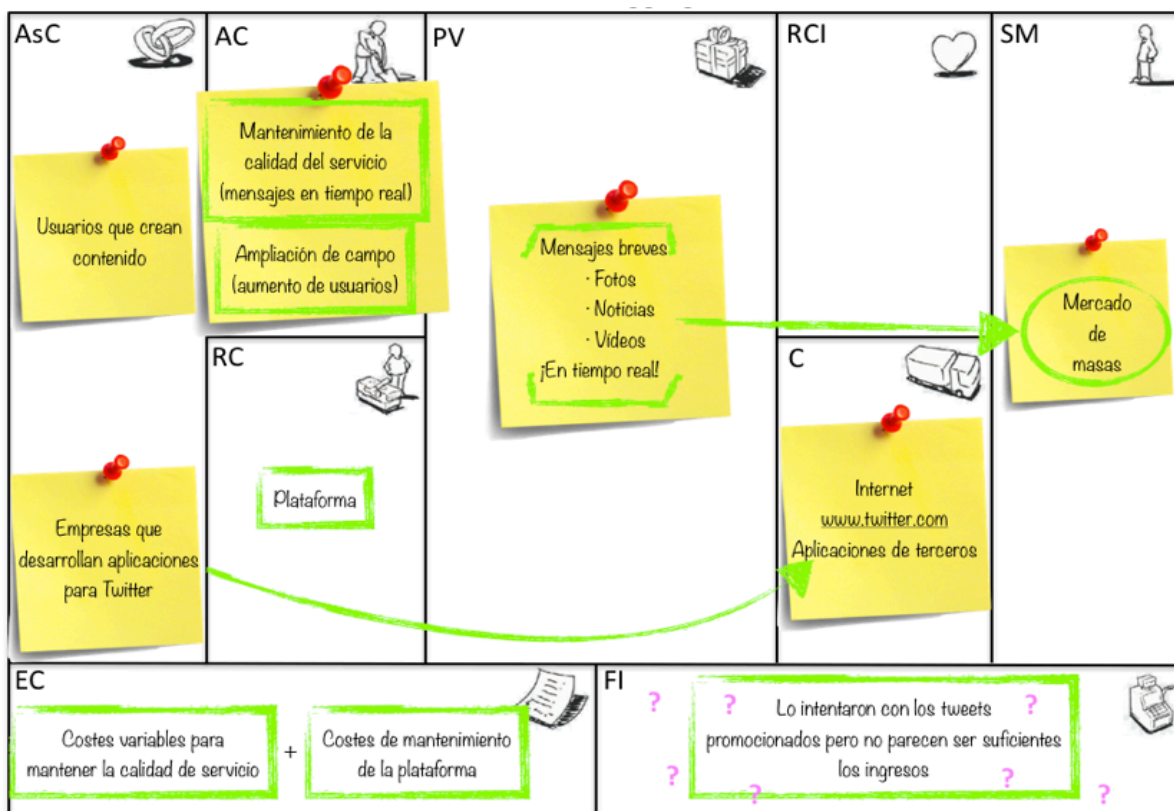 AsC
Usuarios que crean
contenido
Empresas que
desarrollan aplicaciones
para Twitter
AC
Mantenimiento de la
calidad del servicio
(mensajes en tiempo real)
Ampliación de campo
(aumento de usuarios)
RC
Plataforma
PV
Mensajes breves
· Fotos
· Noticias
· Vídeos
¡En tiempo real!
RCI
C
Internet
www.twitter.com
Aplicaciones de terceros
SM
Mercado
de
masas
EC
Costes variables para
mantener la calidad de servicio
+
Costes de mantenimiento
de la plataforma
FI
? ? ?
Lo intentaron con los tweets
promocionados pero no parecen ser suficientes
los ingresos
? ? ? ?